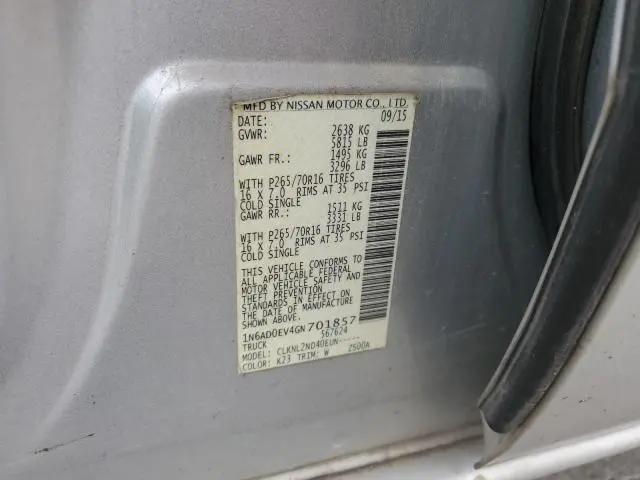 MFD BY NISSAN MOTOR CO., LTD.
DATE: 09/15
GVWR: 2638 KG
5815 LB
GAWR FR.: 1495 KG
3296 LB
WITH P265/70R16 TIRES
16 X 7.0 RIMS AT 35 PSI
COLD SINGLE
GAWR RR.: 1511 KG
3331 LB
WITH P265/70R16 TIRES
16 X 7.0 RIMS AT 35 PSI
COLD SINGLE
THIS VEHICLE CONFORMS TO
ALL APPLICABLE FEDERAL
MOTOR VEHICLE SAFETY AND
THEFT PREVENTION
STANDARDS IN EFFECT ON
THE DATE OF MANUFACTURE
1N6AD0EV4GN701857
TRUCK 567624
MODEL: CLKNLZND40EUN-----
COLOR: K23 TRIM: W 2500A